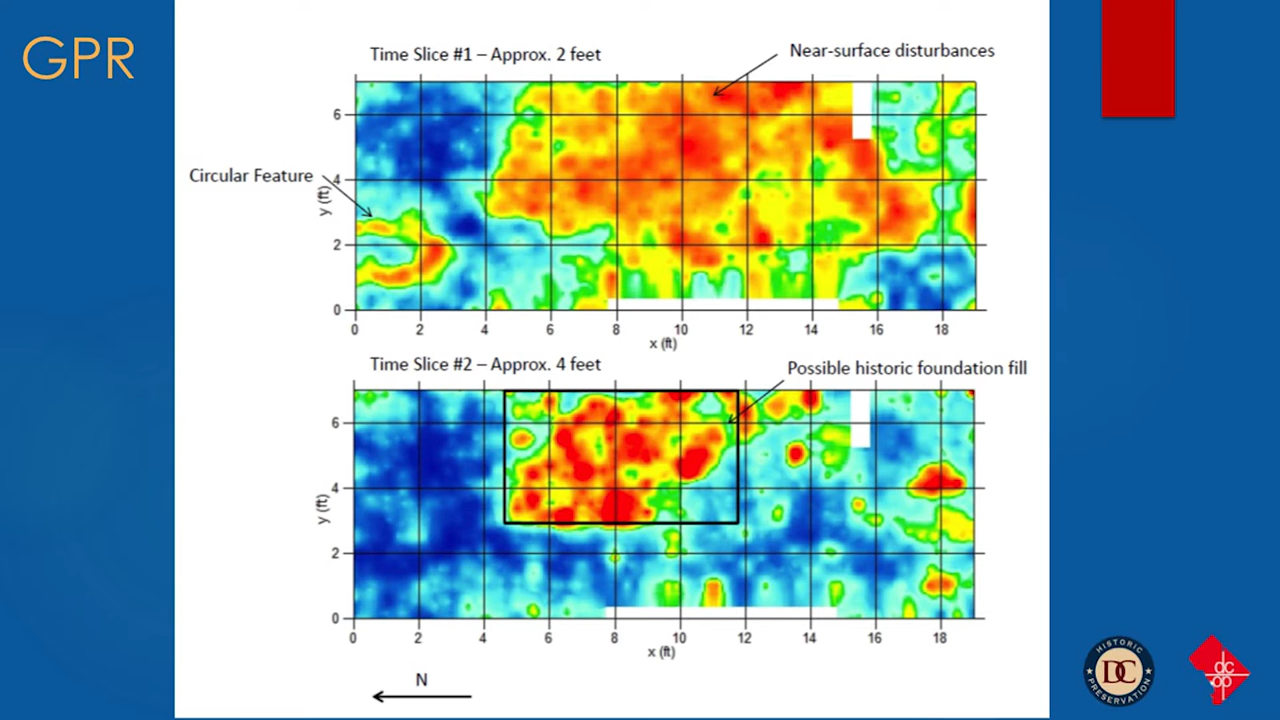 GPR
Time Slice #1 – Approx. 2 feet
Near-surface disturbances
Circular Feature
y (ft)
6
4
2
0
0 2 4 6 8 10 12 14 16 18
x (ft)
Time Slice #2 – Approx. 4 feet
Possible historic foundation fill
y (ft)
6
4
2
0
0 2 4 6 8 10 12 14 16 18
x (ft)
N
HISTORIC
DC
PRESERVATION
dc
op